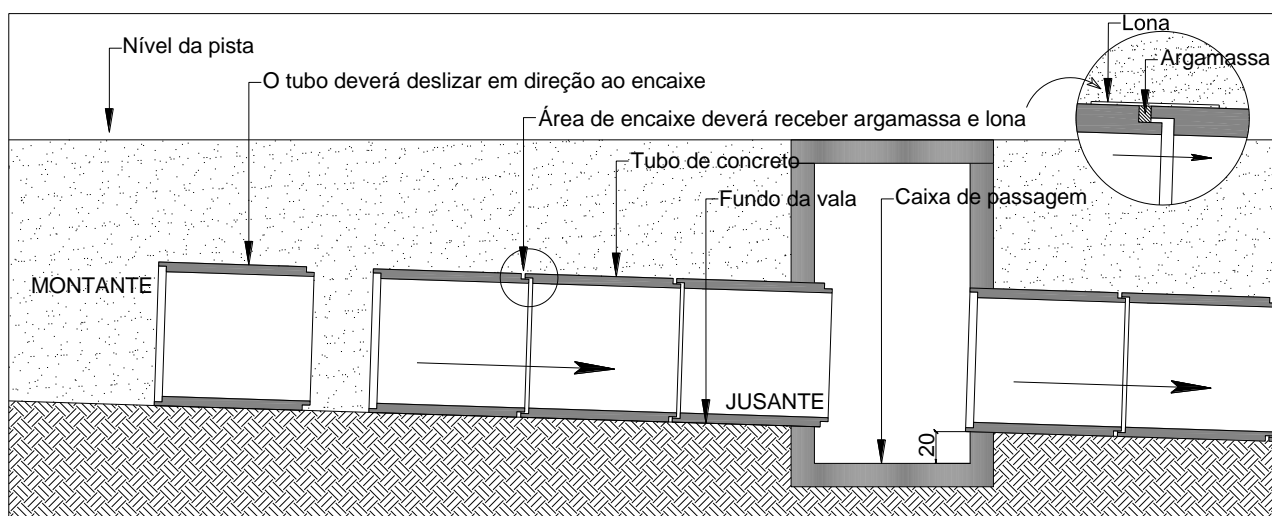 Lona
Nível da pista
Argamassa
O tubo deverá deslizar em direção ao encaixe
Área de encaixe deverá receber argamassa e lona
Tubo de concreto
Fundo da vala
Caixa de passagem
MONTANTE
JUSANTE
20